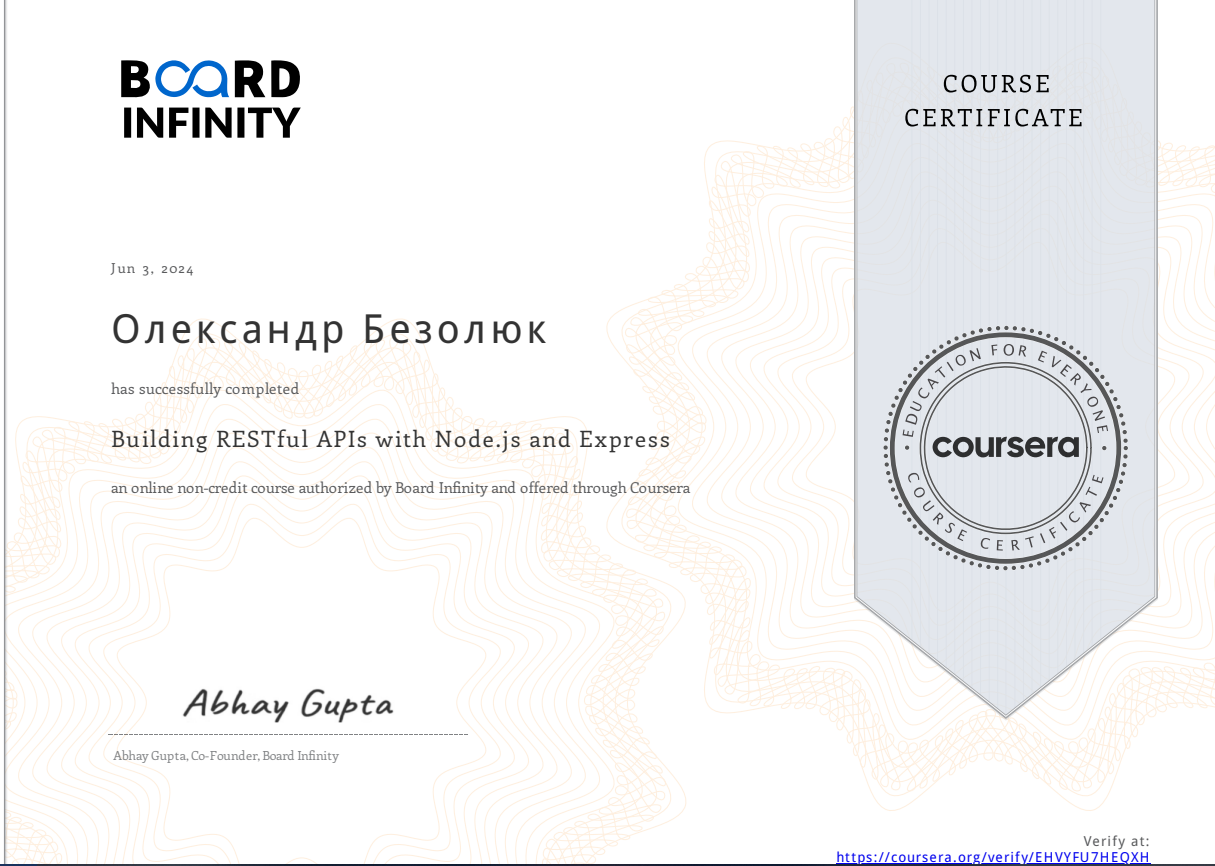 BOARD
INFINITY
COURSE
CERTIFICATE
Jun 3, 2024
Олександр Безолюк
has successfully completed
Building RESTful APIs with Node.js and Express
an online non-credit course authorized by Board Infinity and offered through Coursera
EDUCATION FOR EVERYONE
coursera
COURSE CERTIFICATE
Abhay Gupta
Abhay Gupta, Co-Founder, Board Infinity
Verify at:
https://coursera.org/verify/EHVYFU7HEQXH